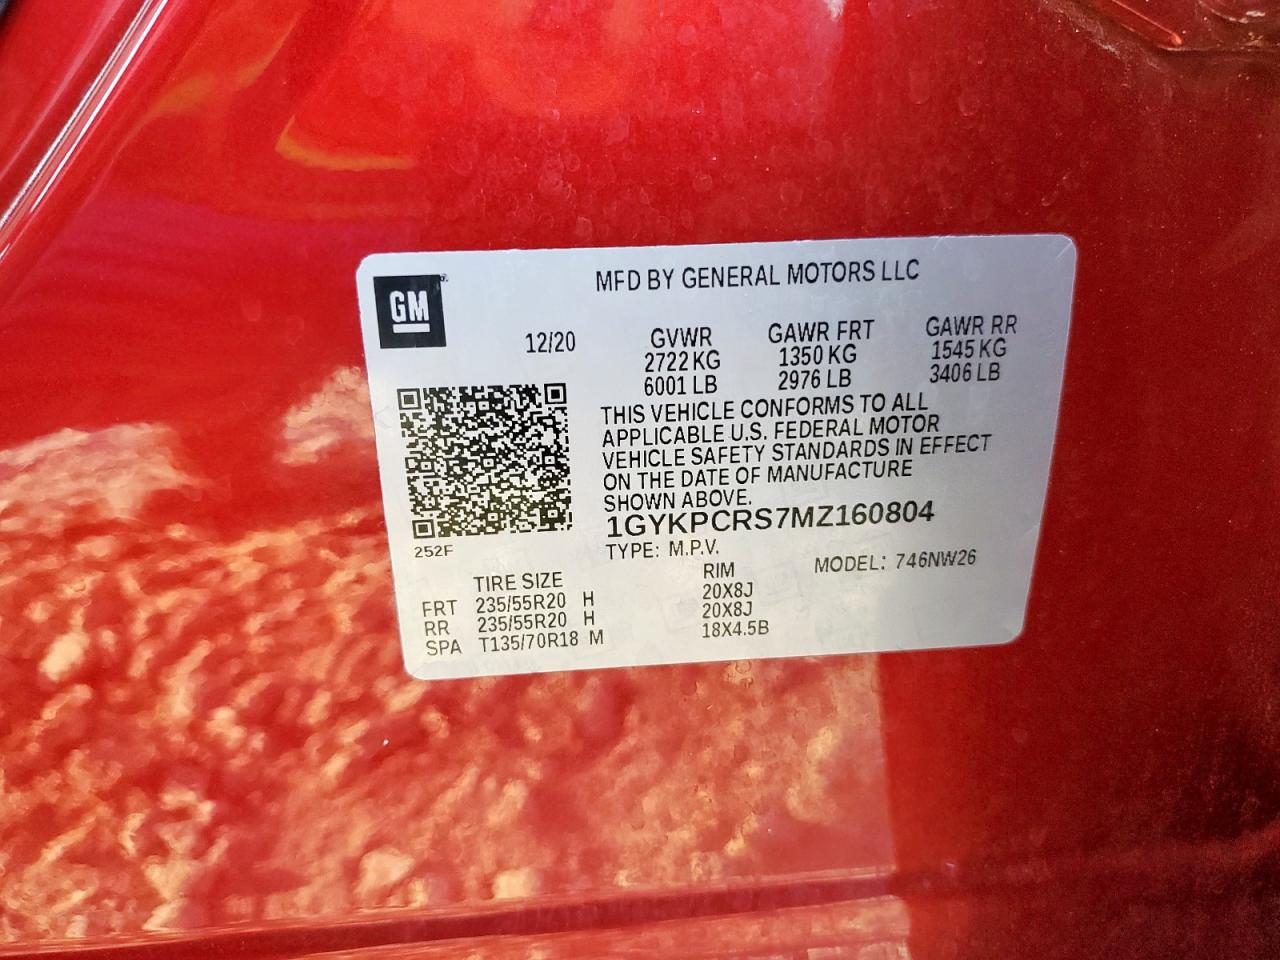 GM
MFD BY GENERAL MOTORS LLC
12/20 GVWR GAWR FRT GAWR RR
2722 KG 1350 KG 1545 KG
6001 LB 2976 LB 3406 LB
THIS VEHICLE CONFORMS TO ALL
APPLICABLE U.S. FEDERAL MOTOR
VEHICLE SAFETY STANDARDS IN EFFECT
ON THE DATE OF MANUFACTURE
SHOWN ABOVE.
1GYKPCRS7MZ160804
252F
TYPE: M.P.V. MODEL: 746NW26
TIRE SIZE RIM
FRT 235/55R20 H 20X8J
RR 235/55R20 H 20X8J
SPA T135/70R18 M 18X4.5B